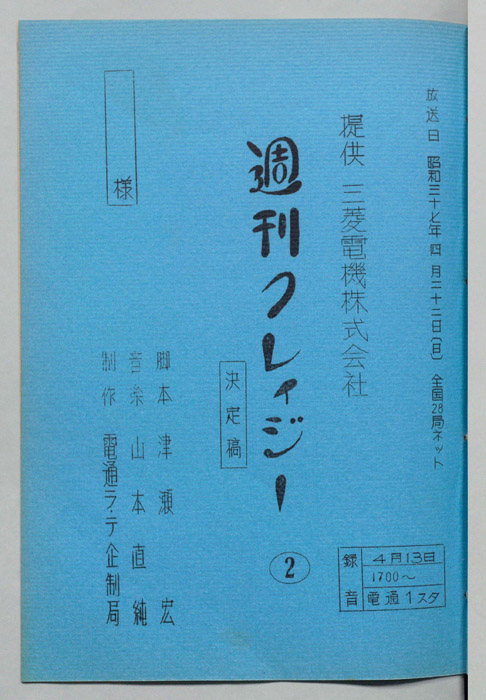 放送日 昭和三十七年四月二十二日(日) 全国28局ネット
提供 三菱電機株式会社
週刊クレイジー
②
決定稿
脚本 津瀬宏
音楽 山本直純
制作 電通ラ・テ企制局
様
録音
4月13日
1700～
電通1スタ